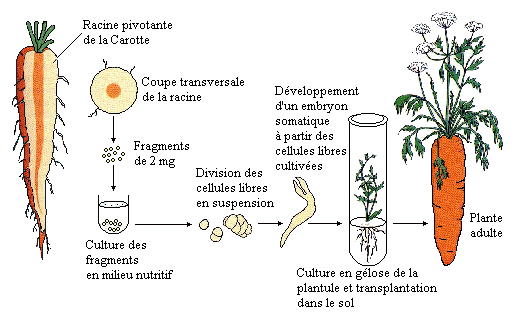 Racine pivotante
de la Carotte
Coupe transversale
de la racine
Fragments
de 2 mg
Culture des
fragments
en milieu nutritif
Division des
cellules libres
en suspension
Développement
d'un embryon
somatique
à partir des
cellules libres
cultivées
Culture en gélose de la
plantule et transplantation
dans le sol
Plante
adulte